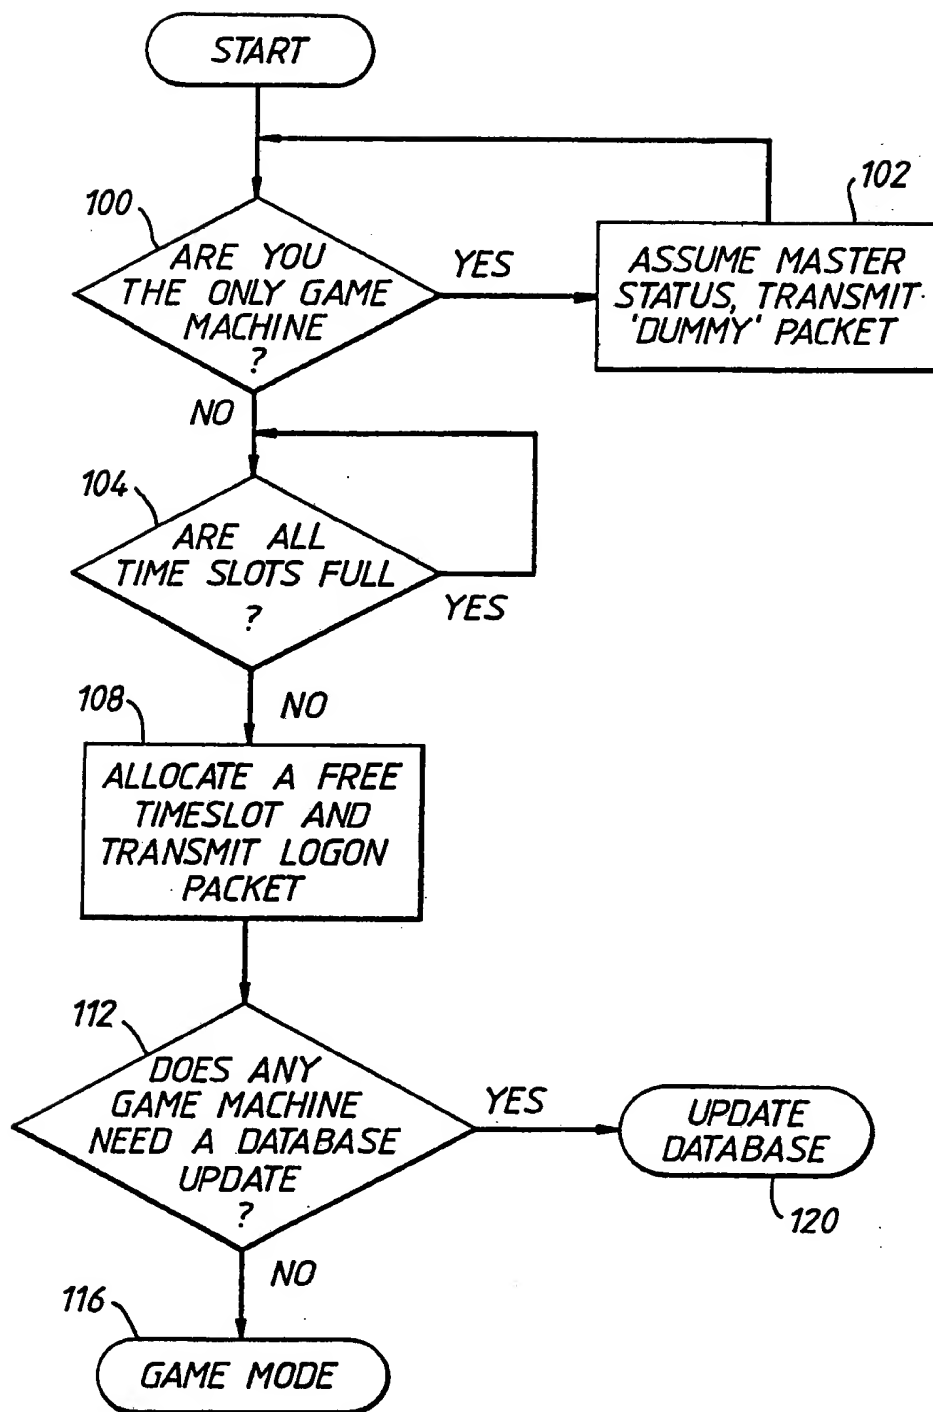 START
100
ARE YOU
THE ONLY GAME
MACHINE
?
YES
102
ASSUME MASTER
STATUS, TRANSMIT
'DUMMY' PACKET
NO
104
ARE ALL
TIME SLOTS FULL
?
YES
NO
108
ALLOCATE A FREE
TIMESLOT AND
TRANSMIT LOGON
PACKET
112
DOES ANY
GAME MACHINE
NEED A DATABASE
UPDATE
?
YES
UPDATE
DATABASE
120
NO
116
GAME MODE